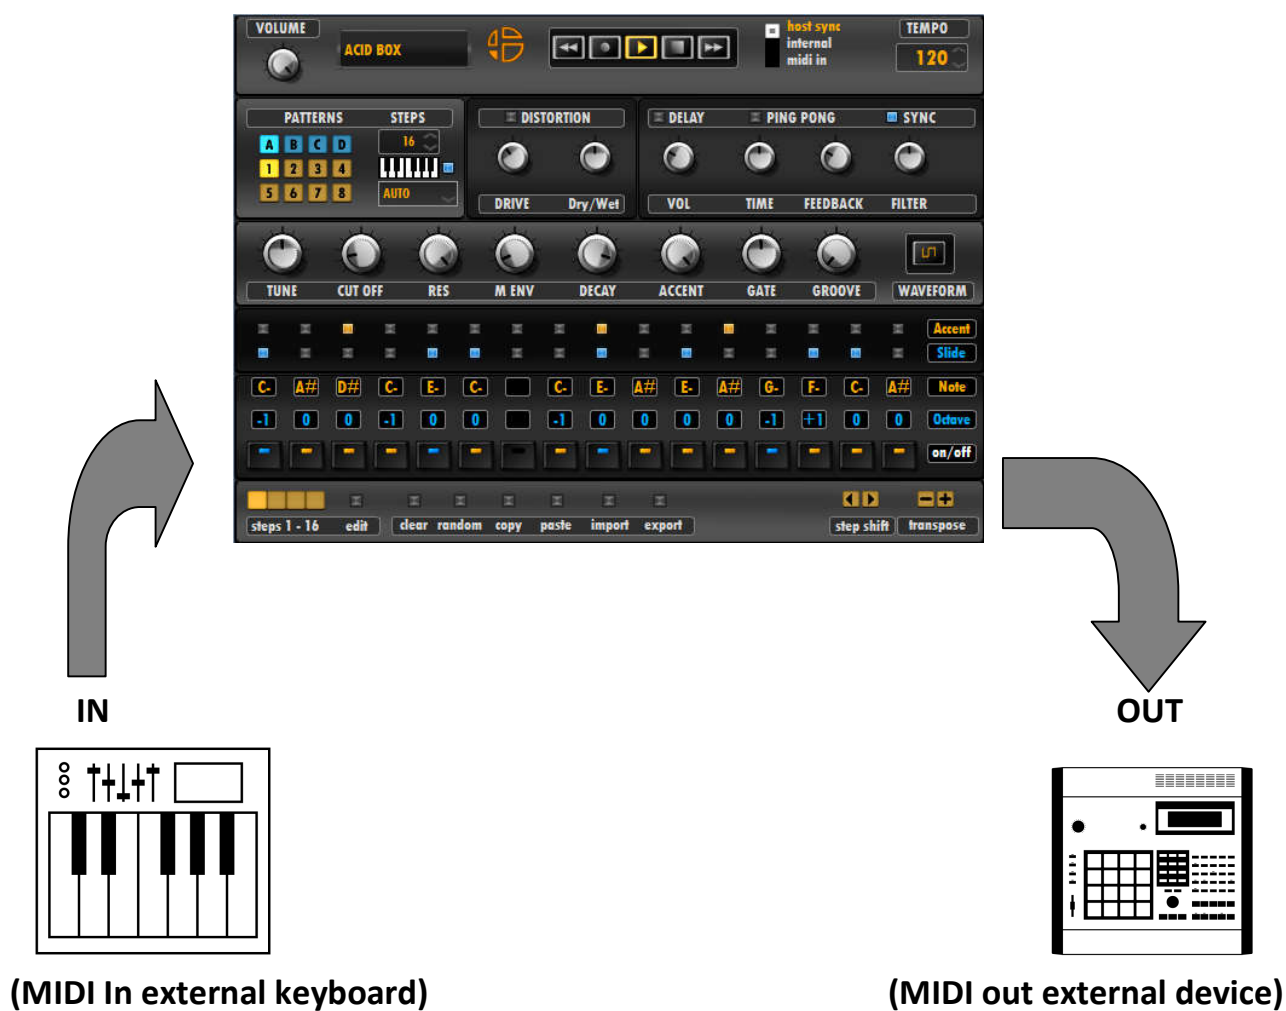 VOLUME
ACID BOX
host sync
internal
midi in
TEMPO
120
PATTERNS STEPS
A B C D
16
1 2 3 4
5 6 7 8
AUTO
DISTORTION
DRIVE Dry/Wet
DELAY PING PONG SYNC
VOL TIME FEEDBACK FILTER
TUNE CUT OFF RES M ENV DECAY ACCENT GATE GROOVE WAVEFORM
Accent
Slide
C- A# D# C- E- C- C- E- A# E- A# G- F- C- A# Note
-1 0 0 -1 0 0 -1 0 0 0 0 -1 +1 0 0 Octave
on/off
steps 1 - 16 edit clear random copy paste import export step shift transpose
IN
OUT
(MIDI In external keyboard)
(MIDI out external device)